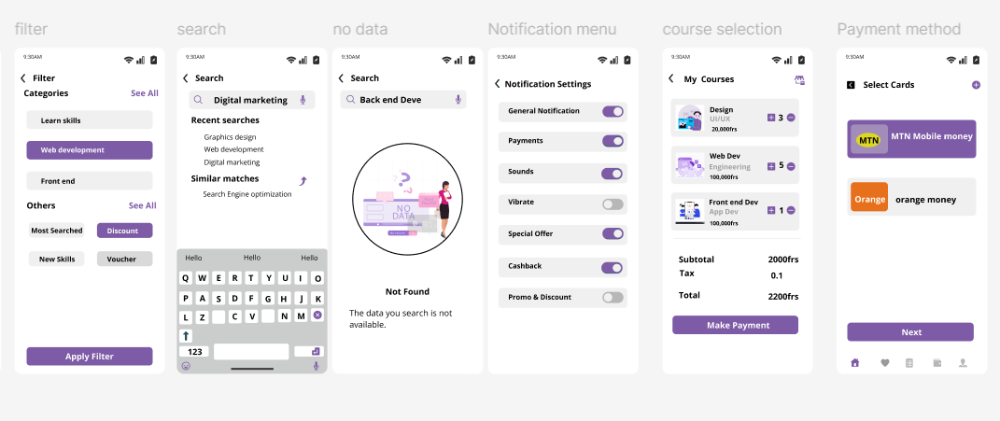 filter
9:30AM
Filter
Categories See All
Learn skills
Web development
Front end
Others See All
Most Searched Discount
New Skills Voucher
Apply Filter
search
9:30AM
Search
Digital marketing
Recent searches
Graphics design
Web development
Digital marketing
Similar matches
Search Engine optimization
Hello Hello Hello
Q W E R T Y U I O
P A S D F G H J K
L Z C V N M
123
no data
9:30AM
Search
Back end Deve
NO
DATA
Not Found
The data you search is not
available.
Notification menu
9:30AM
Notification Settings
General Notification
Payments
Sounds
Vibrate
Special Offer
Cashback
Promo & Discount
course selection
9:30AM
My Courses
Design
UI/UX
20,000frs
3
Web Dev
Engineering
100,000frs
5
Front end Dev
App Dev
100,000frs
1
Subtotal 2000frs
Tax 0.1
Total 2200frs
Make Payment
Payment method
9:30AM
Select Cards
MTN MTN Mobile money
Orange orange money
Next